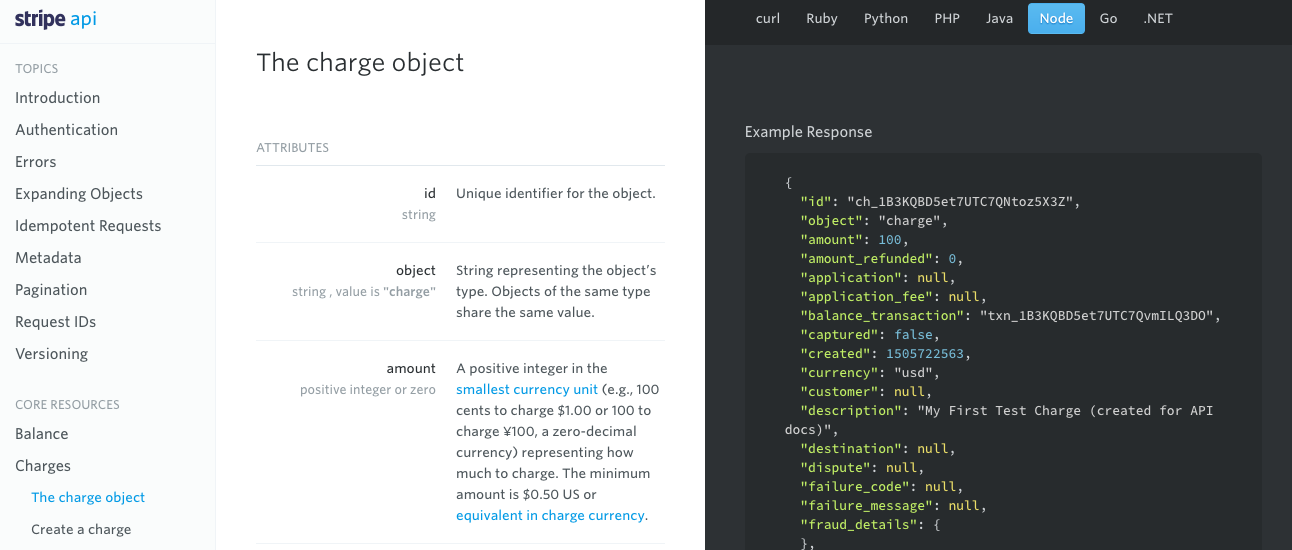 stripe api
TOPICS
Introduction
Authentication
Errors
Expanding Objects
Idempotent Requests
Metadata
Pagination
Request IDs
Versioning
CORE RESOURCES
Balance
Charges
The charge object
Create a charge
The charge object
ATTRIBUTES
id
string
Unique identifier for the object.
object
string , value is "charge"
String representing the object’s
type. Objects of the same type
share the same value.
amount
positive integer or zero
A positive integer in the
smallest currency unit (e.g., 100
cents to charge $1.00 or 100 to
charge ¥100, a zero-decimal
currency) representing how
much to charge. The minimum
amount is $0.50 US or
equivalent in charge currency.
curl Ruby Python PHP Java Node Go .NET
Example Response
{
"id": "ch_1B3KQBD5et7UTC7QNtoz5X3Z",
"object": "charge",
"amount": 100,
"amount_refunded": 0,
"application": null,
"application_fee": null,
"balance_transaction": "txn_1B3KQBD5et7UTC7QvmILQ3DO",
"captured": false,
"created": 1505722563,
"currency": "usd",
"customer": null,
"description": "My First Test Charge (created for API
docs)",
"destination": null,
"dispute": null,
"failure_code": null,
"failure_message": null,
"fraud_details": {
},